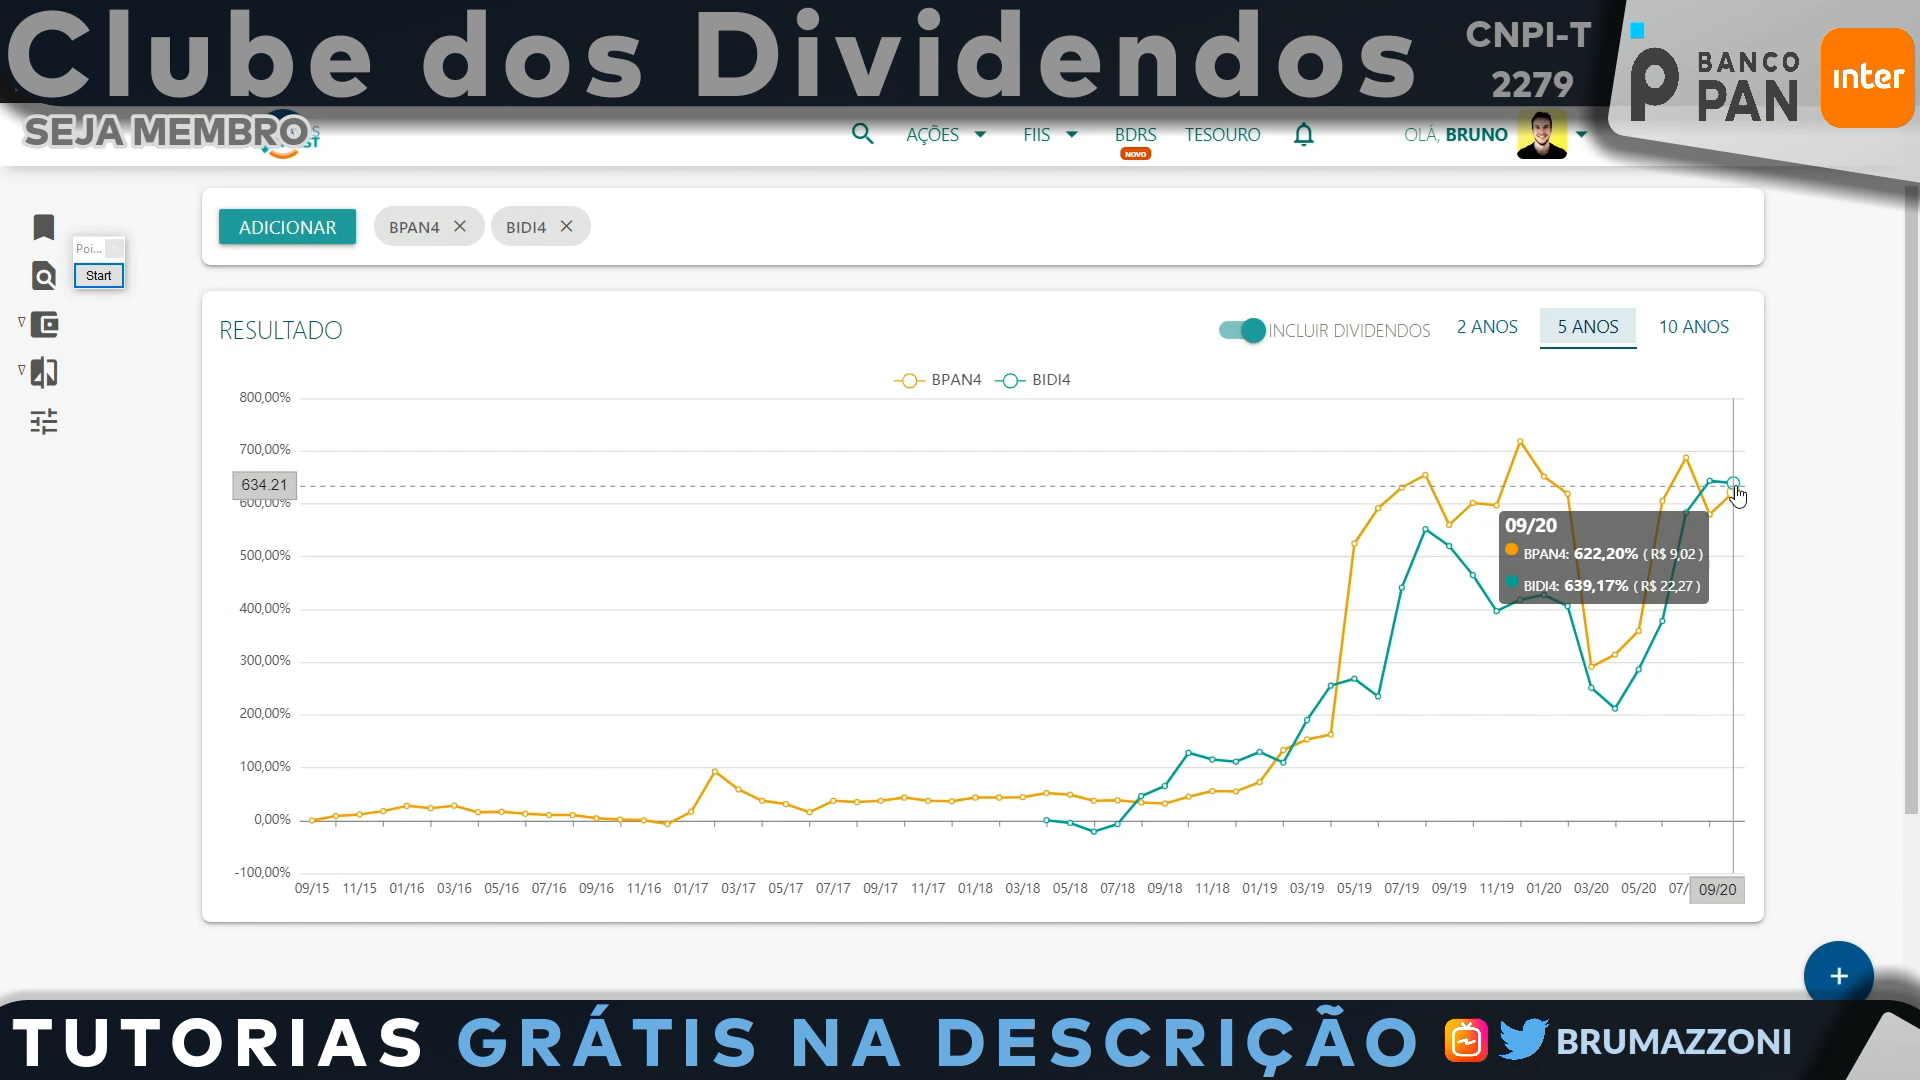 Clube dos Dividendos
CNPI-T
2279
BANCO
PAN
inter
SEJA MEMBRO
AÇÕES
FIIS
BDRS
NOVO
TESOURO
OLÁ, BRUNO
Poi...
Start
ADICIONAR
BPAN4
BIDI4
RESULTADO
INCLUIR DIVIDENDOS
2 ANOS
5 ANOS
10 ANOS
BPAN4
BIDI4
800,00%
700,00%
634.21
600,00%
500,00%
400,00%
300,00%
200,00%
100,00%
0,00%
-100,00%
09/20
BPAN4: 622,20% ( R$ 9,02 )
BIDI4: 639,17% ( R$ 22,27 )
09/15 11/15 01/16 03/16 05/16 07/16 09/16 11/16 01/17 03/17 05/17 07/17 09/17 11/17 01/18 03/18 05/18 07/18 09/18 11/18 01/19 03/19 05/19 07/19 09/19 11/19 01/20 03/20 05/20 07/ 09/20
TUTORIAS GRÁTIS NA DESCRIÇÃO
BRUMAZZONI